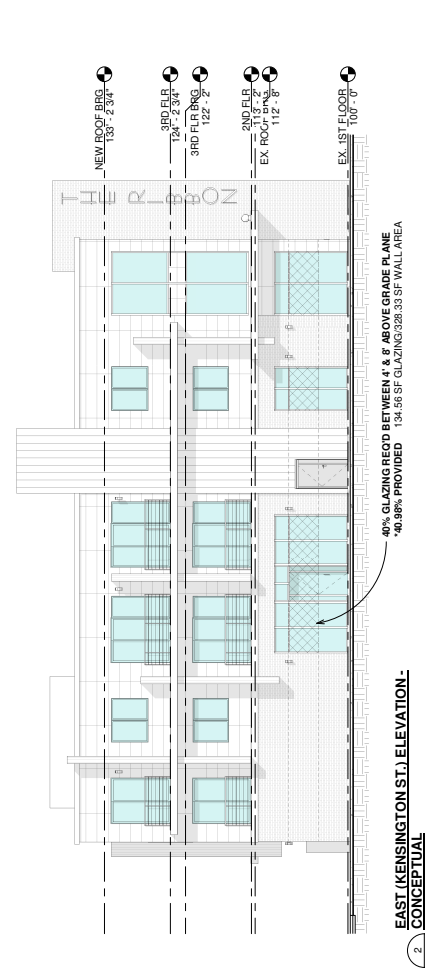 THE RIBBON
NEW ROOF BRG
133' - 2 3/4"
3RD FLR
124' - 2 3/4"
3RD FLR BRG
122' - 2"
2ND FLR
113' - 2"
EX. ROOF BRG.
112' - 8"
EX. 1ST FLOOR
100' - 0"
40% GLAZING REQ'D BETWEEN 4' & 8' ABOVE GRADE PLANE
*40.98% PROVIDED 134.56 SF GLAZING/328.33 SF WALL AREA
2
EAST (KENSINGTON ST.) ELEVATION -
CONCEPTUAL